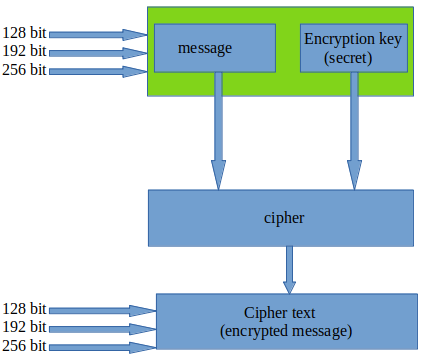 128 bit
192 bit
256 bit
message
Encryption key
(secret)
cipher
128 bit
192 bit
256 bit
Cipher text
(encrypted message)